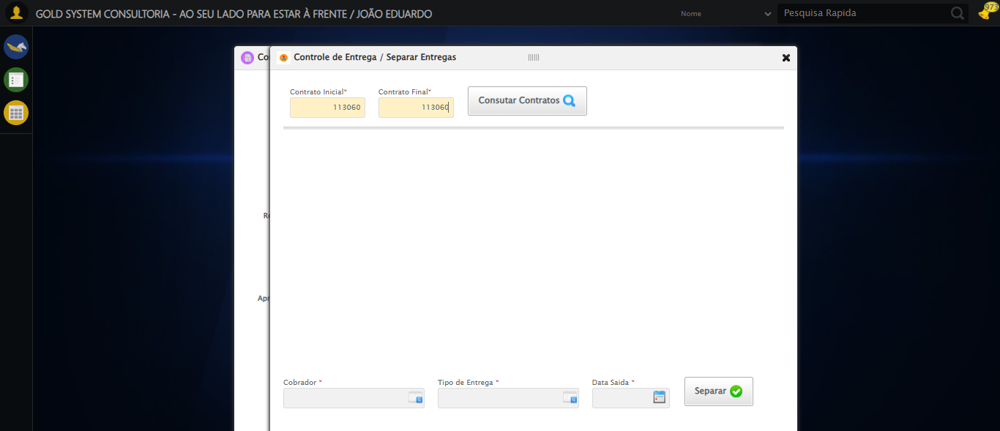 GOLD SYSTEM CONSULTORIA - AO SEU LADO PARA ESTAR À FRENTE / JOÃO EDUARDO
Nome
Pesquisa Rapida
973
Co
Controle de Entrega / Separar Entregas
Contrato Inicial*
Contrato Final*
113060
113060
Consutar Contratos
Re
Apr
Cobrador *
Tipo de Entrega *
Data Saida *
Separar